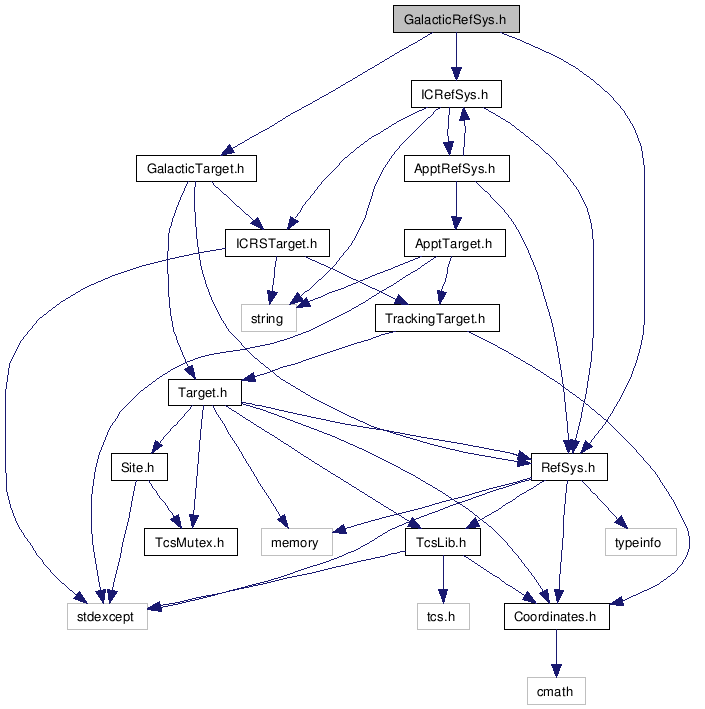 GalacticRefSys.h
ICRefSys.h
GalacticTarget.h
ApptRefSys.h
ICRSTarget.h
ApptTarget.h
string
TrackingTarget.h
Target.h
Site.h
RefSys.h
TcsMutex.h
memory
TcsLib.h
typeinfo
stdexcept
tcs.h
Coordinates.h
cmath